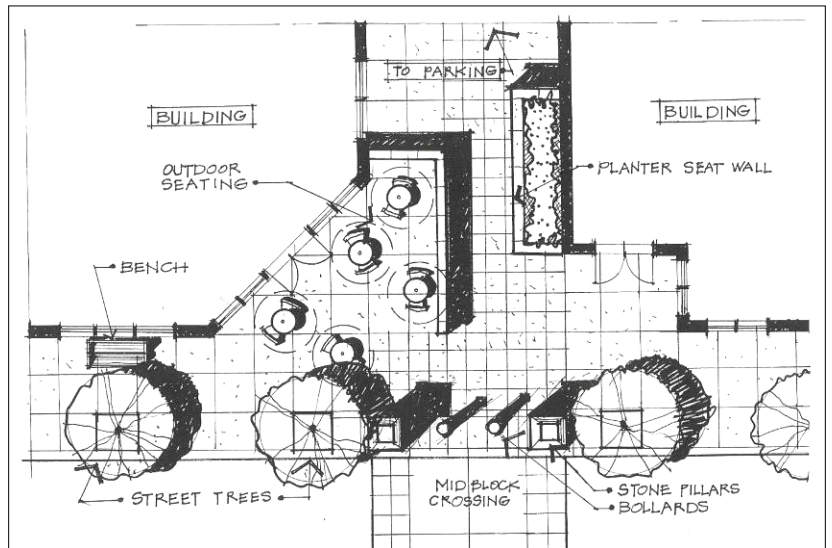 TO PARKING
BUILDING
BUILDING
OUTDOOR
SEATING
PLANTER SEAT WALL
BENCH
MID BLOCK
CROSSING
STREET TREES
STONE PILLARS
BOLLARDS